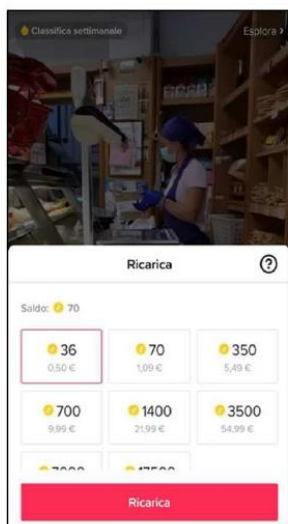 Classifica settimanale
Esplora >
Ricarica
?
Saldo: 70
36 70 350
0,50 € 1,09 € 5,49 €
700 1400 3500
9,99 € 21,99 € 54,99 €
Ricarica